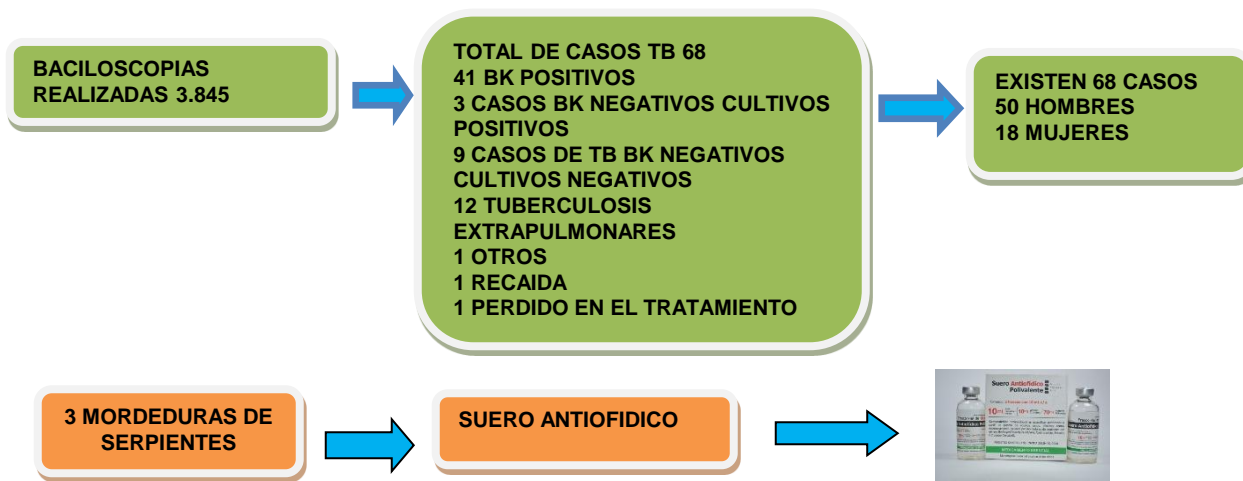 BACILOSCOPIAS
REALIZADAS 3.845
TOTAL DE CASOS TB 68
41 BK POSITIVOS
3 CASOS BK NEGATIVOS CULTIVOS
POSITIVOS
9 CASOS DE TB BK NEGATIVOS
CULTIVOS NEGATIVOS
12 TUBERCULOSIS
EXTRAPULMONARES
1 OTROS
1 RECAIDA
1 PERDIDO EN EL TRATAMIENTO
EXISTEN 68 CASOS
50 HOMBRES
18 MUJERES
3 MORDEDURAS DE
SERPIENTES
SUERO ANTIOFIDICO
Suero Antiofídico
Polivalente
10mL